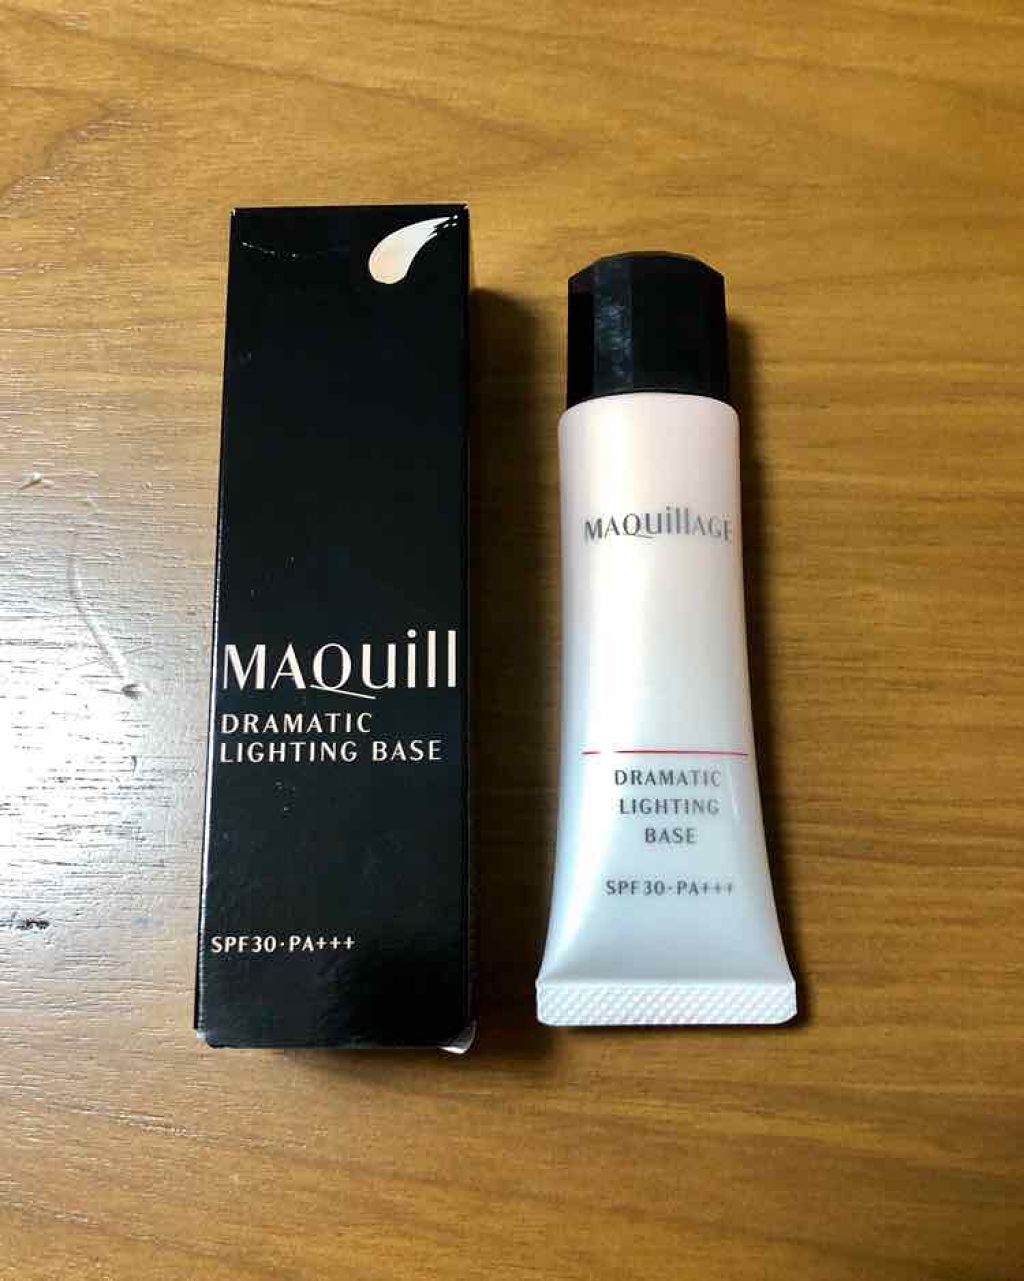 MAQuill
DRAMATIC
LIGHTING BASE
SPF30·PA+++
MAQuillAGE
DRAMATIC
LIGHTING
BASE
SPF30·PA+++